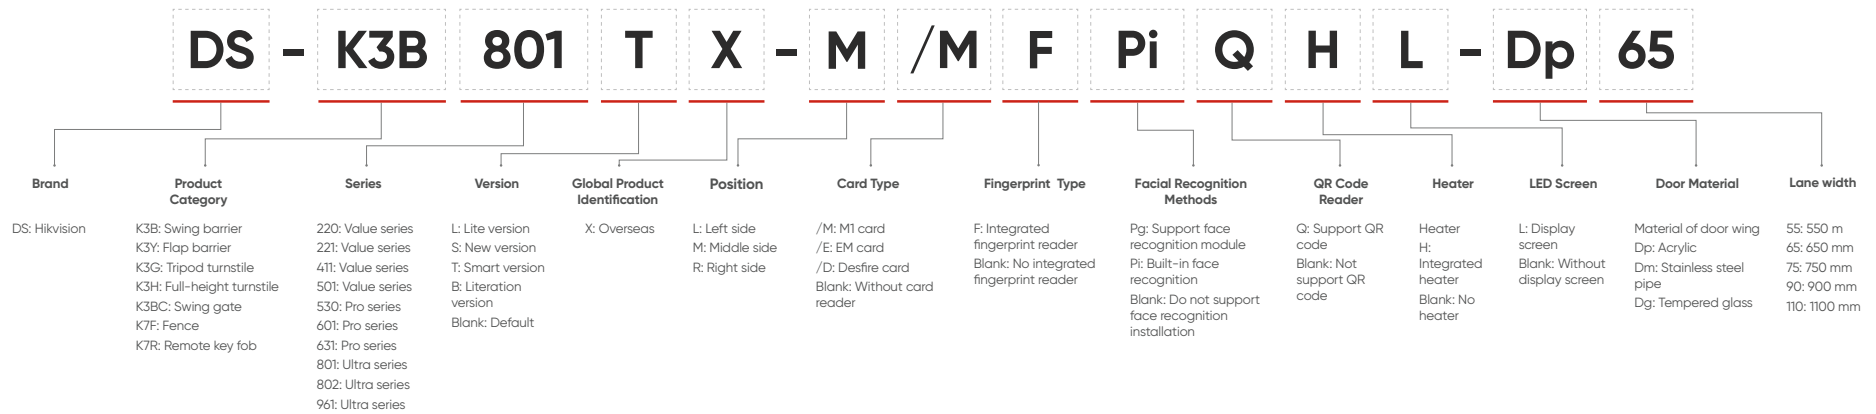 DS - K3B 801 T X - M /M F Pi Q H L - Dp 65
Brand
DS: Hikvision
Product
Category
K3B: Swing barrier
K3Y: Flap barrier
K3G: Tripod turnstile
K3H: Full-height turnstile
K3BC: Swing gate
K7F: Fence
K7R: Remote key fob
Series
220: Value series
221: Value series
411: Value series
501: Value series
530: Pro series
601: Pro series
631: Pro series
801: Ultra series
802: Ultra series
961: Ultra series
Version
L: Lite version
S: New version
T: Smart version
B: Literation
version
Blank: Default
Global Product
Identification
X: Overseas
Position
L: Left side
M: Middle side
R: Right side
Card Type
/M: M1 card
/E: EM card
/D: Desfire card
Blank: Without card
reader
Fingerprint Type
F: Integrated
fingerprint reader
Blank: No integrated
fingerprint reader
Facial Recognition
Methods
Pg: Support face
recognition module
Pi: Built-in face
recognition
Blank: Do not support
face recognition
installation
QR Code
Reader
Q: Support QR
code
Blank: Not
support QR
code
Heater
Heater
H:
Integrated
heater
Blank: No
heater
LED Screen
L: Display
screen
Blank: Without
display screen
Door Material
Material of door wing
Dp: Acrylic
Dm: Stainless steel
pipe
Dg: Tempered glass
Lane width
55: 550 m
65: 650 mm
75: 750 mm
90: 900 mm
110: 1100 mm